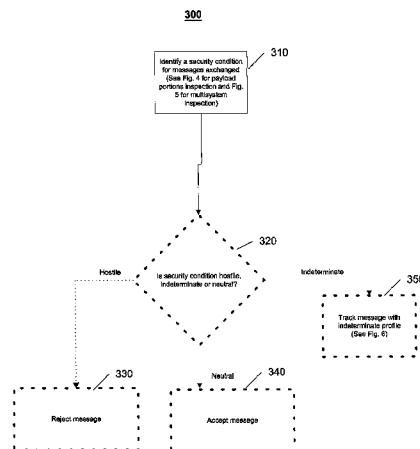 300
310
Identify a security condition
for messages exchanged
(See Fig. 4 for payload
portions inspection and Fig.
5 for multisystem
inspection)
320
Is security condition hostile,
indeterminate or neutral?
Hostile
Indeterminate
350
Track message with
indeterminate profile
(See Fig. 6)
330
Reject message
Neutral
340
Accept message